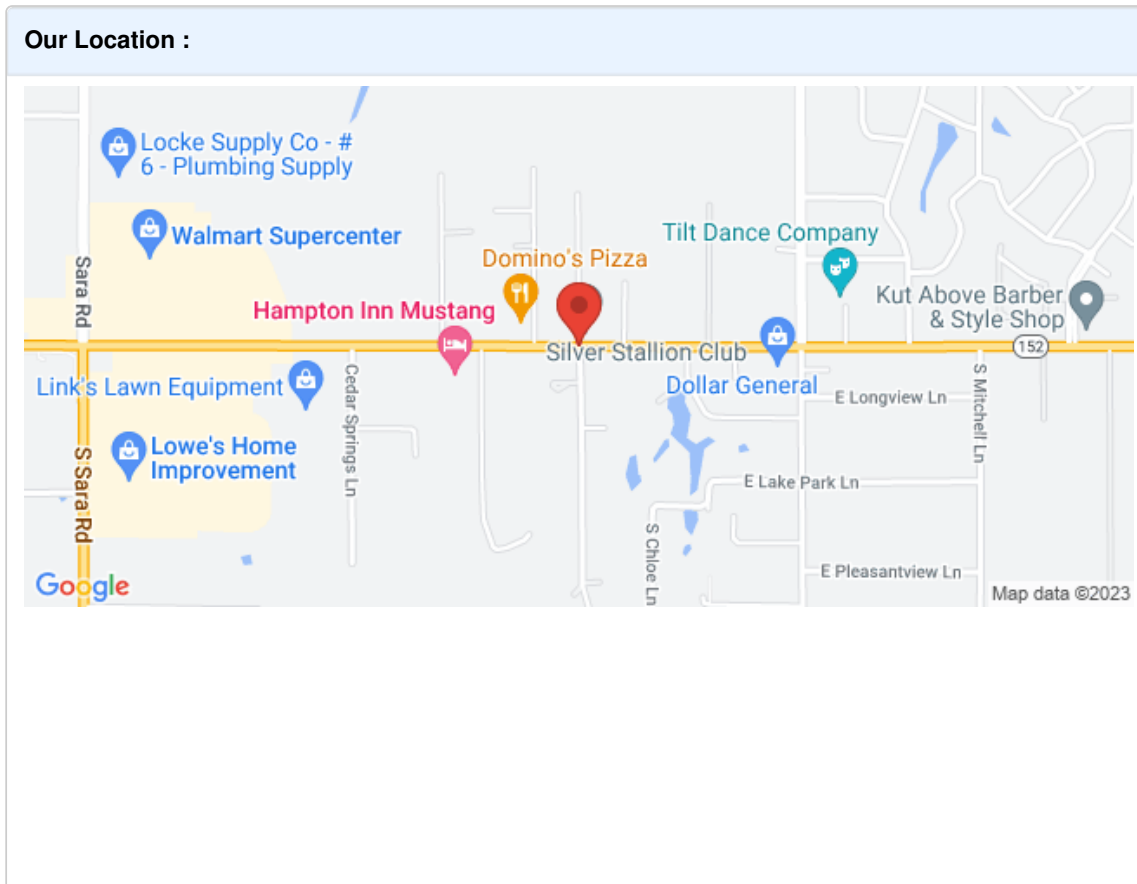 Our Location :
Locke Supply Co - #
6 - Plumbing Supply
Walmart Supercenter
Tilt Dance Company
Domino's Pizza
Sara Rd
Kut Above Barber
& Style Shop
Hampton Inn Mustang
152
Silver Stallion Club
Link's Lawn Equipment
Dollar General
Cedar Springs Ln
E Longview Ln
S Mitchell Ln
Lowe's Home
Improvement
S Sara Rd
E Lake Park Ln
S Chloe Ln
E Pleasantview Ln
Google
Map data ©2023